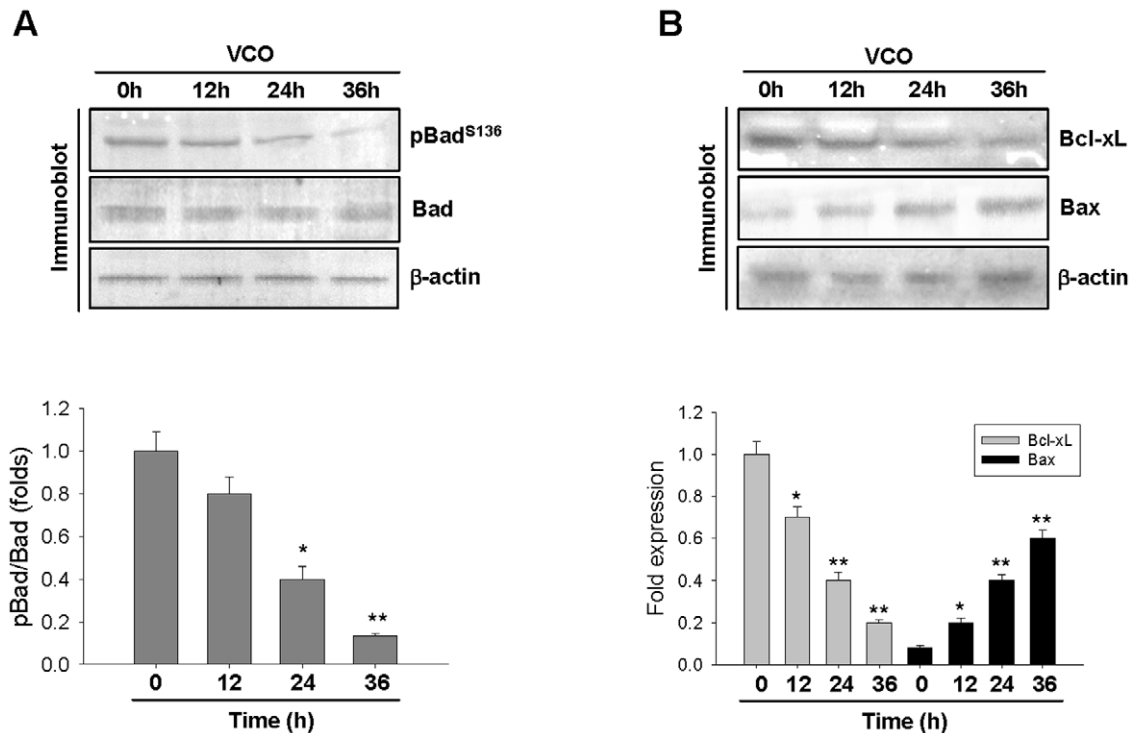 A
VCO
0h 12h 24h 36h
Immunoblot
pBadS136
Bad
β-actin
pBad/Bad (folds)
1.2
1.0
0.8
0.6
0.4
0.2
0.0
*
**
0 12 24 36
Time (h)
B
VCO
0h 12h 24h 36h
Immunoblot
Bcl-xL
Bax
β-actin
Fold expression
1.2
1.0
0.8
0.6
0.4
0.2
0.0
Bcl-xL
Bax
*
**
**
*
**
**
0 12 24 36 0 12 24 36
Time (h)